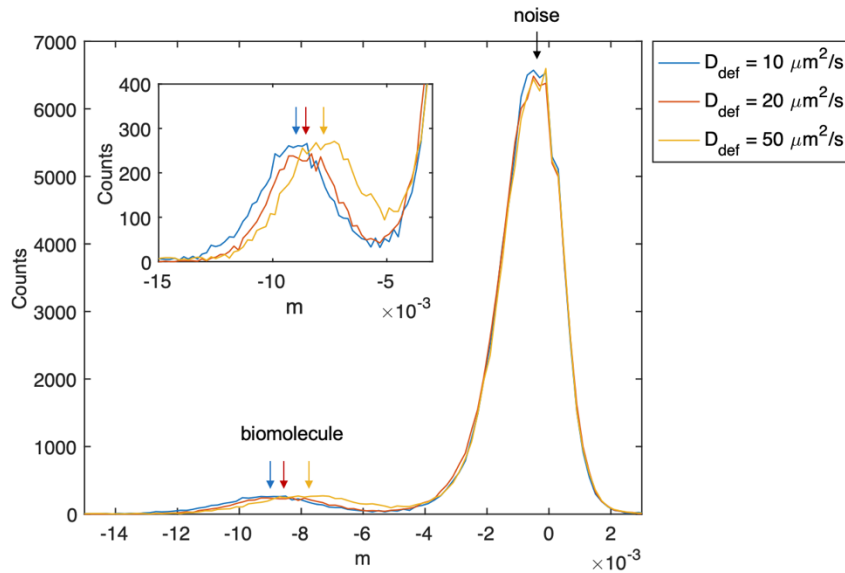 noise
7000
6000
5000
4000
3000
2000
1000
0
Counts
-14 -12 -10 -8 -6 -4 -2 0 2
m
×10⁻³
D_def = 10 μm²/s
D_def = 20 μm²/s
D_def = 50 μm²/s
400
300
200
100
0
Counts
-15 -10 -5
m
×10⁻³
biomolecule